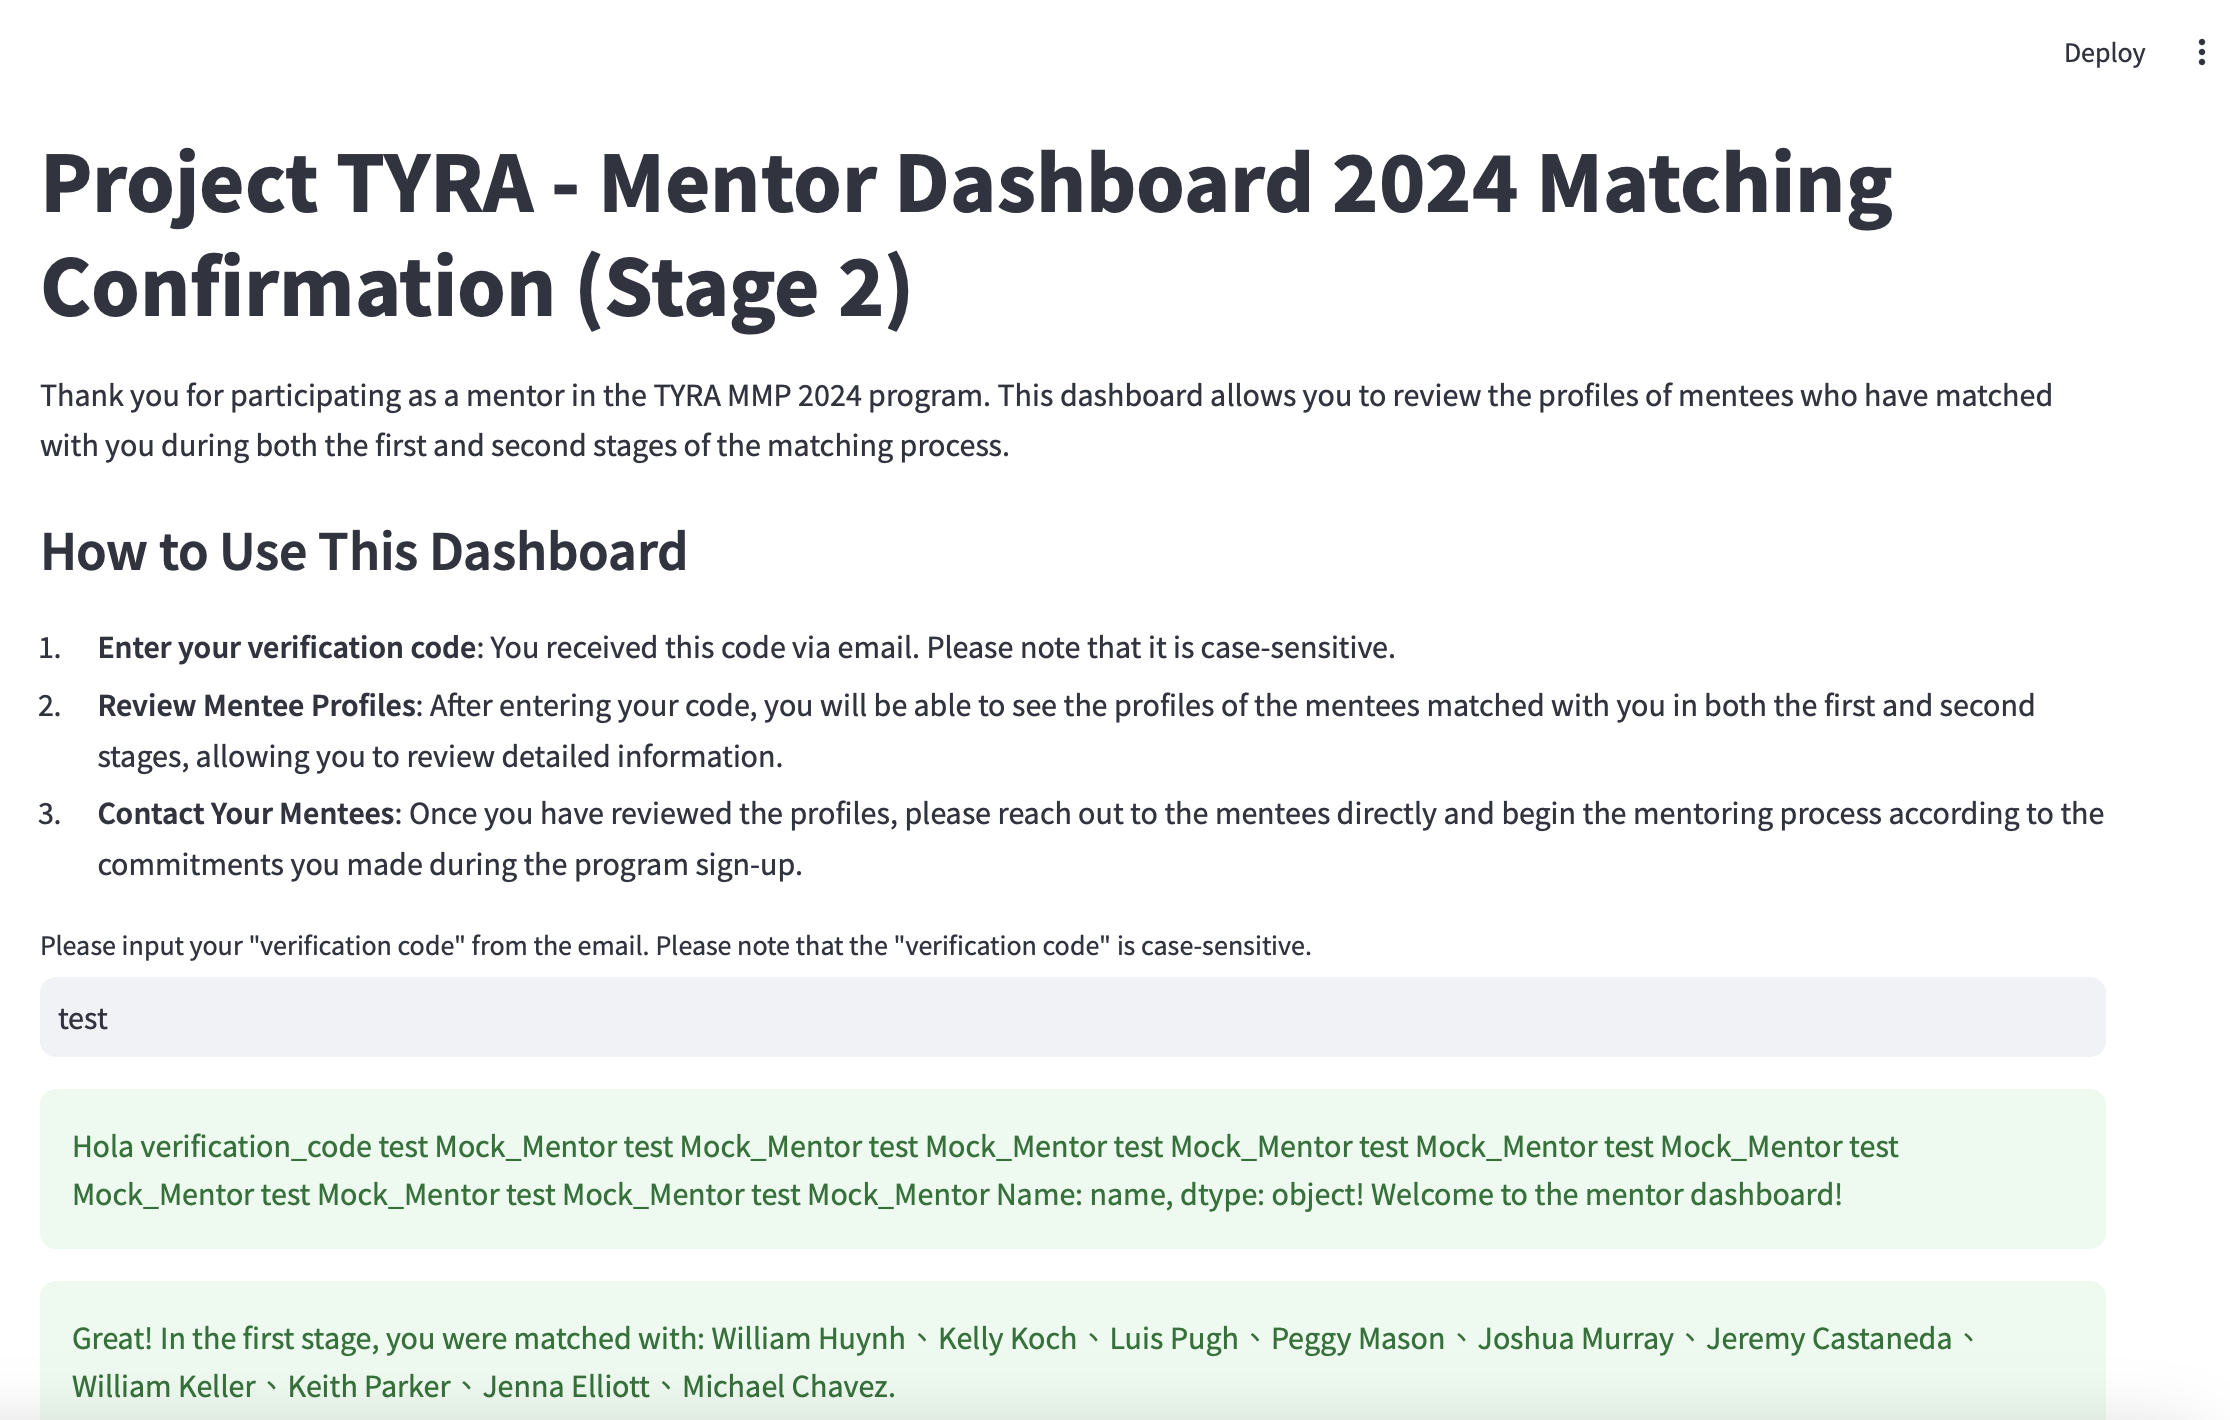 Deploy
Project TYRA - Mentor Dashboard 2024 Matching
Confirmation (Stage 2)
Thank you for participating as a mentor in the TYRA MMP 2024 program. This dashboard allows you to review the profiles of mentees who have matched
with you during both the first and second stages of the matching process.
How to Use This Dashboard
1. Enter your verification code: You received this code via email. Please note that it is case-sensitive.
2. Review Mentee Profiles: After entering your code, you will be able to see the profiles of the mentees matched with you in both the first and second
stages, allowing you to review detailed information.
3. Contact Your Mentees: Once you have reviewed the profiles, please reach out to the mentees directly and begin the mentoring process according to the
commitments you made during the program sign-up.
Please input your "verification code" from the email. Please note that the "verification code" is case-sensitive.
test
Hola verification_code test Mock_Mentor test Mock_Mentor test Mock_Mentor test Mock_Mentor test Mock_Mentor test Mock_Mentor test
Mock_Mentor test Mock_Mentor test Mock_Mentor test Mock_Mentor Name: name, dtype: object! Welcome to the mentor dashboard!
Great! In the first stage, you were matched with: William Huynh、Kelly Koch、Luis Pugh、Peggy Mason、Joshua Murray、Jeremy Castaneda、
William Keller、Keith Parker、Jenna Elliott、Michael Chavez.